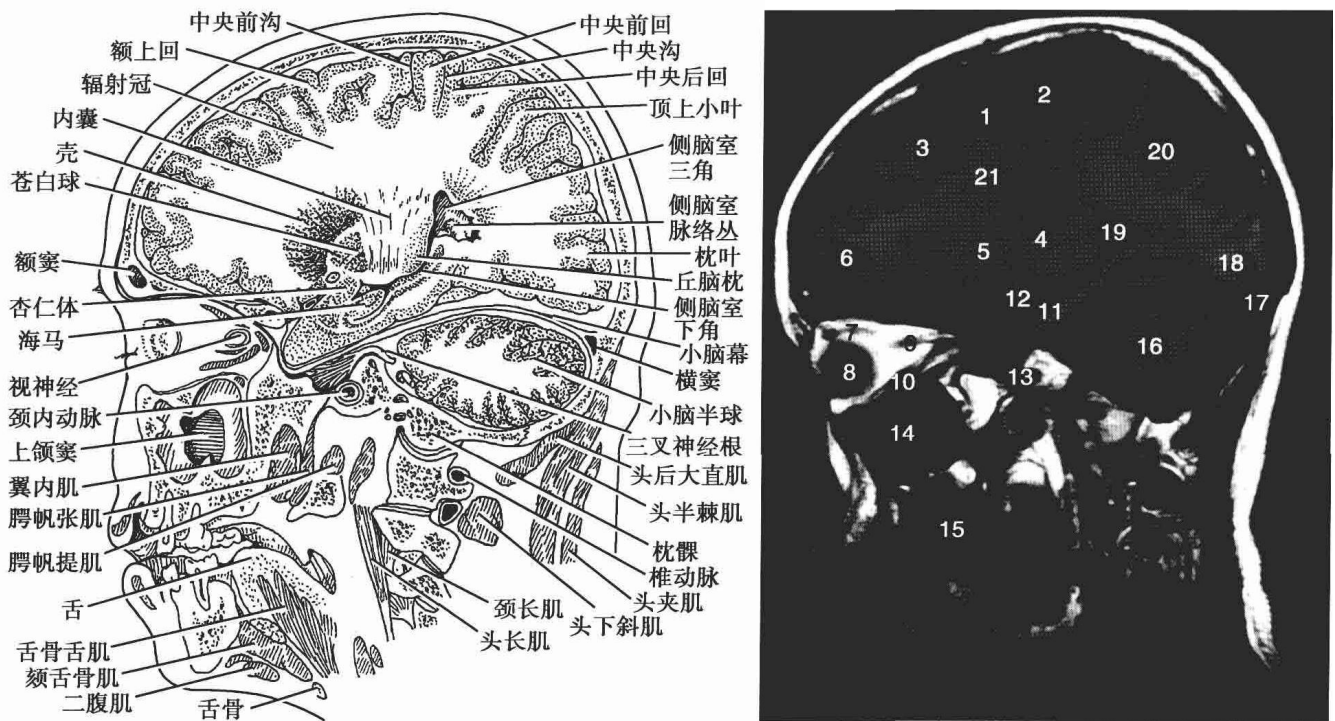 中央前沟
额上回
辐射冠
内囊
壳
苍白球
额窦
杏仁体
海马
视神经
颈内动脉
上颌窦
翼内肌
腭帆张肌
腭帆提肌
舌
舌骨舌肌
颏舌骨肌
二腹肌
舌骨
中央前回
中央沟
中央后回
顶上小叶
侧脑室
三角
侧脑室
脉络丛
枕叶
丘脑枕
侧脑室
下角
小脑幕
横窦
小脑半球
三叉神经根
头后大直肌
头半棘肌
枕髁
椎动脉
头夹肌
头下斜肌
颈长肌
头长肌
2
1
3
20
21
4
19
5
6
18
12
11
17
7
9
16
8
10
13
14
15